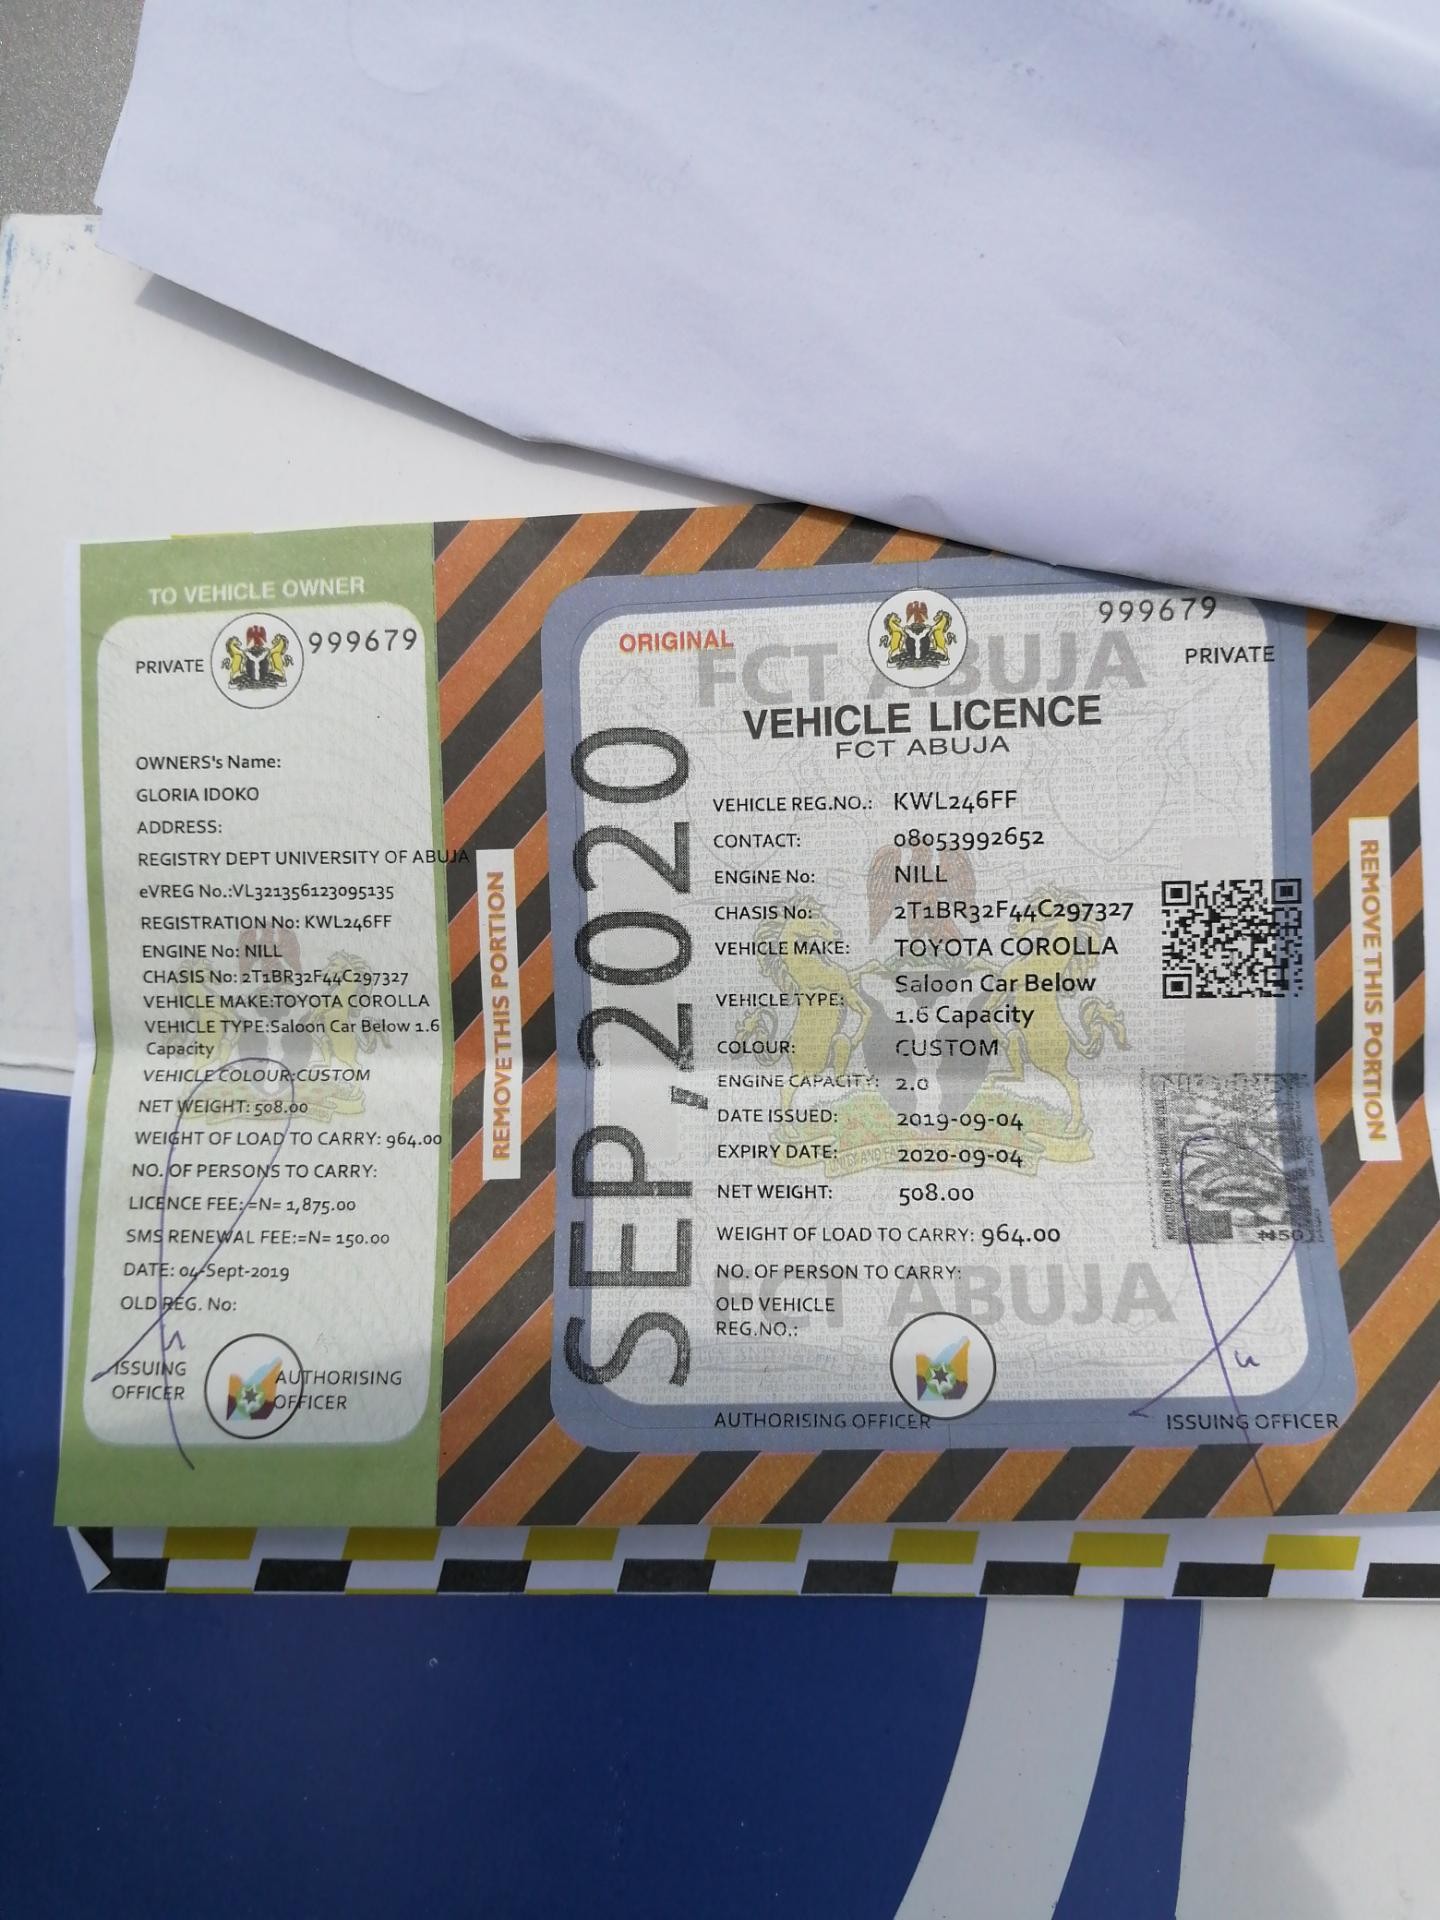 TO VEHICLE OWNER
PRIVATE
999679
OWNERS's Name:
GLORIA IDOKO
ADDRESS:
REGISTRY DEPT UNIVERSITY OF ABUJA
eVREG No.:VL321356123095135
REGISTRATION No: KWL246FF
ENGINE No: NILL
CHASIS No: 2T1BR32F44C297327
VEHICLE MAKE:TOYOTA COROLLA
VEHICLE TYPE:Saloon Car Below 1.6
Capacity
VEHICLE COLOUR:CUSTOM
NET WEIGHT: 508.00
WEIGHT OF LOAD TO CARRY: 964.00
NO. OF PERSONS TO CARRY:
LICENCE FEE: =N= 1,875.00
SMS RENEWAL FEE:=N= 150.00
DATE: 04-Sept-2019
OLD REG. No:
ISSUING
OFFICER
AUTHORISING
OFFICER
REMOVE THIS PORTION
SEP,2020
ORIGINAL
999679
PRIVATE
FCT ABUJA
VEHICLE LICENCE
FCT ABUJA
VEHICLE REG.NO.: KWL246FF
CONTACT: 08053992652
ENGINE No: NILL
CHASIS No: 2T1BR32F44C297327
VEHICLE MAKE: TOYOTA COROLLA
VEHICLE TYPE: Saloon Car Below
1.6 Capacity
COLOUR: CUSTOM
ENGINE CAPACITY: 2.0
DATE ISSUED: 2019-09-04
EXPIRY DATE: 2020-09-04
NET WEIGHT: 508.00
WEIGHT OF LOAD TO CARRY: 964.00
NO. OF PERSON TO CARRY:
OLD VEHICLE
REG.NO.:
FCT ABUJA
₦50
AUTHORISING OFFICER
ISSUING OFFICER
REMOVE THIS PORTION